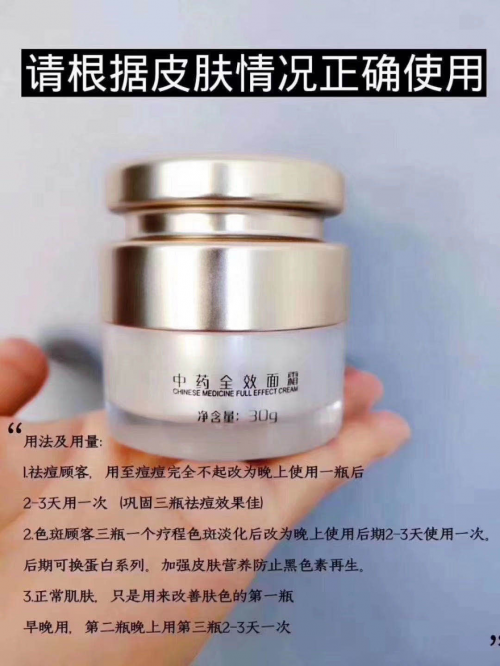 请根据皮肤情况正确使用
中药全效面霜
CHINESE MEDICINE FULL EFFECT CREAM
净含量: 30g
“
用法及用量:
1.祛痘顾客,用至痘痘完全不起改为晚上使用一瓶后
2-3天用一次 (巩固三瓶祛痘效果佳)
2.色斑顾客三瓶一个疗程色斑淡化后改为晚上使用后期2-3天使用一次,
后期可换蛋白系列,加强皮肤营养防止黑色素再生。
3.正常肌肤,只是用来改善肤色的第一瓶
早晚用,第二瓶晚上用第三瓶2-3天一次
”